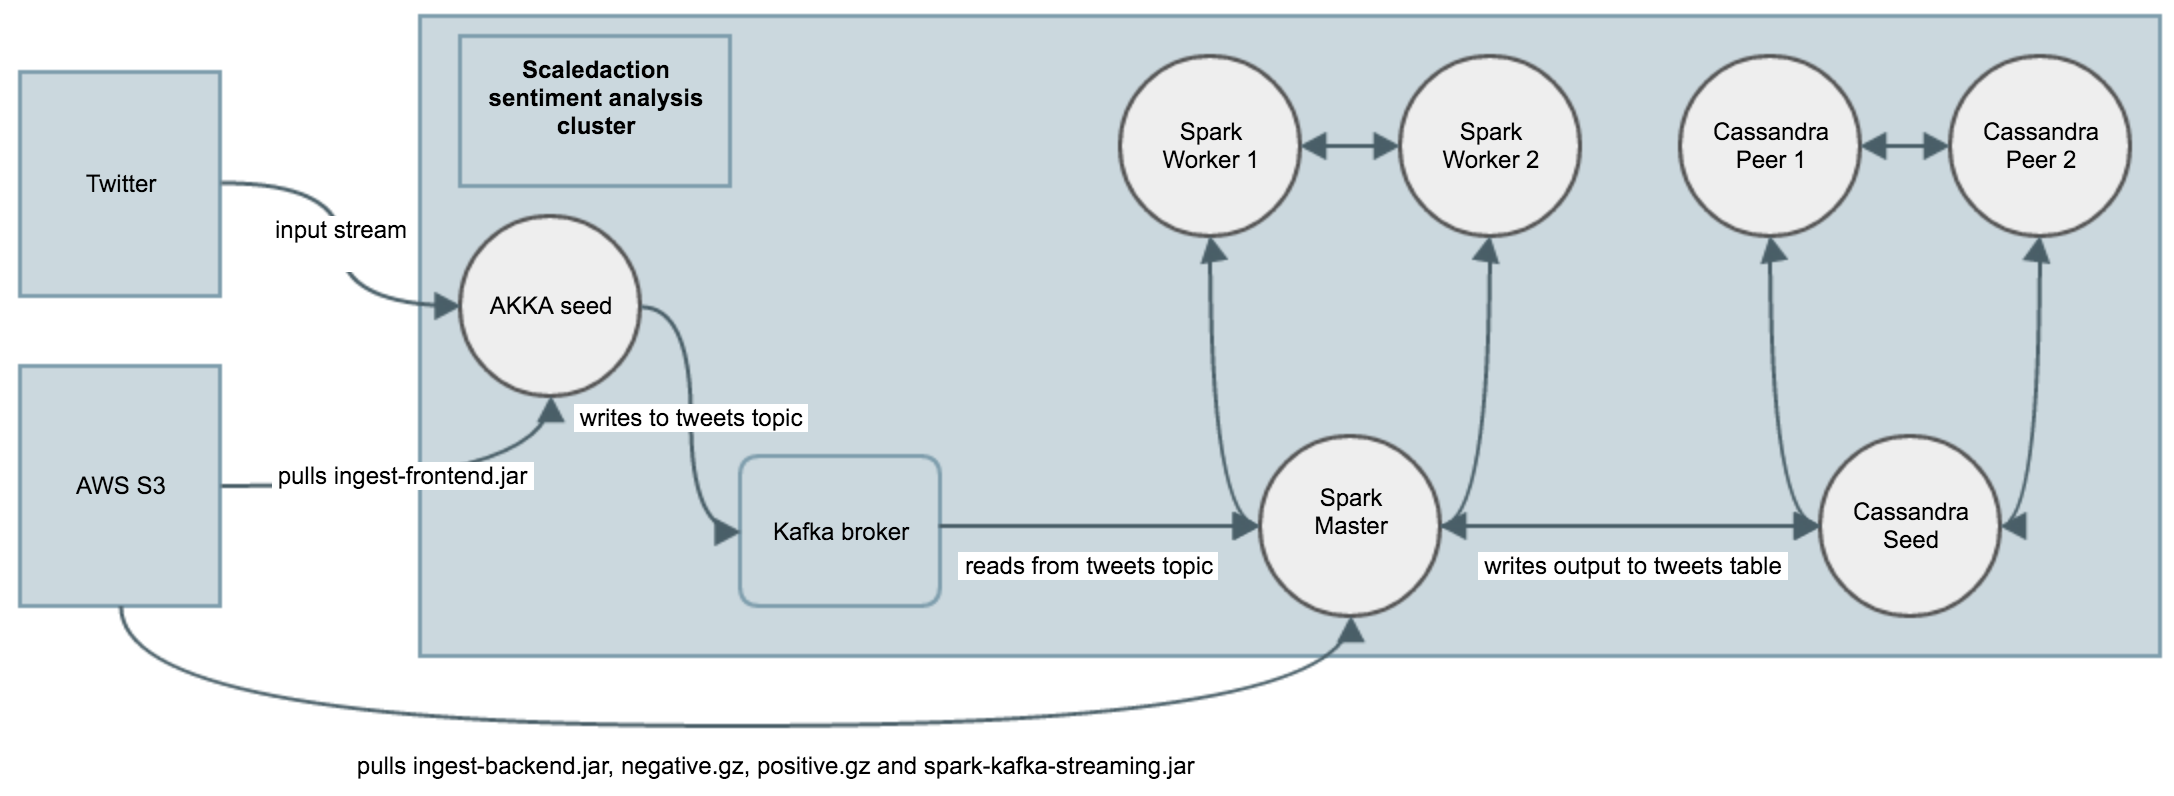 Scaledaction
sentiment analysis
cluster
Spark
Worker 1
Spark
Worker 2
Cassandra
Peer 1
Cassandra
Peer 2
Twitter
input stream
AKKA seed
writes to tweets topic
AWS S3
pulls ingest-frontend.jar
Kafka broker
reads from tweets topic
Spark
Master
writes output to tweets table
Cassandra
Seed
pulls ingest-backend.jar, negative.gz, positive.gz and spark-kafka-streaming.jar